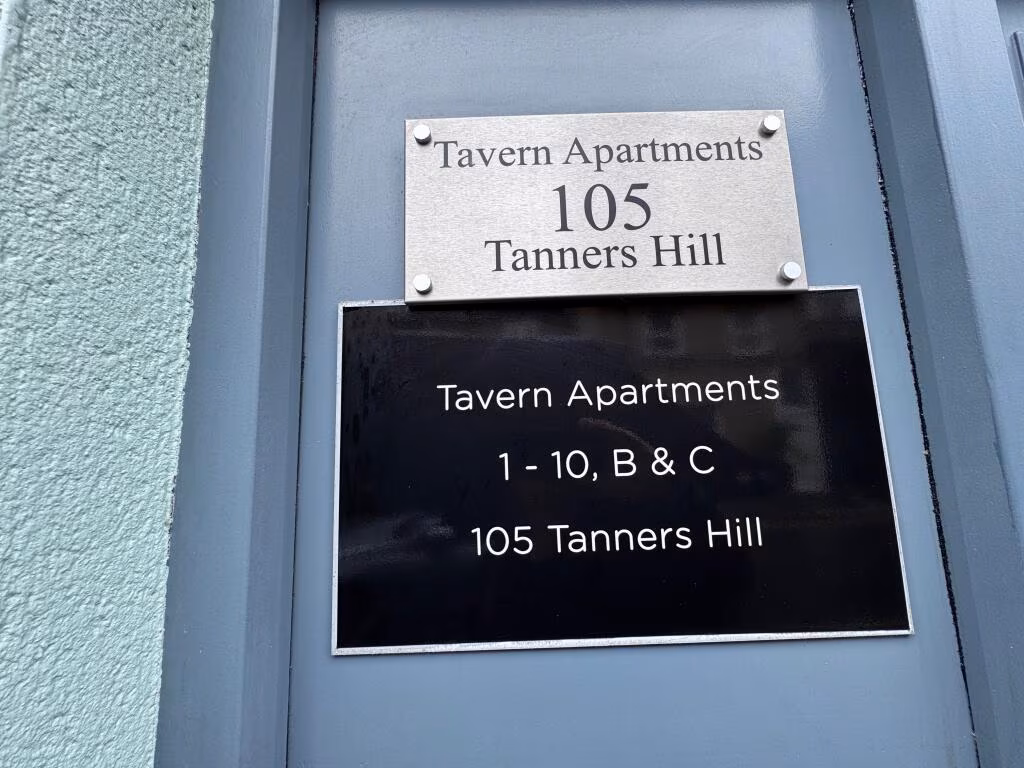 Tavern Apartments
105
Tanners Hill
Tavern Apartments
1 - 10, B & C
105 Tanners Hill